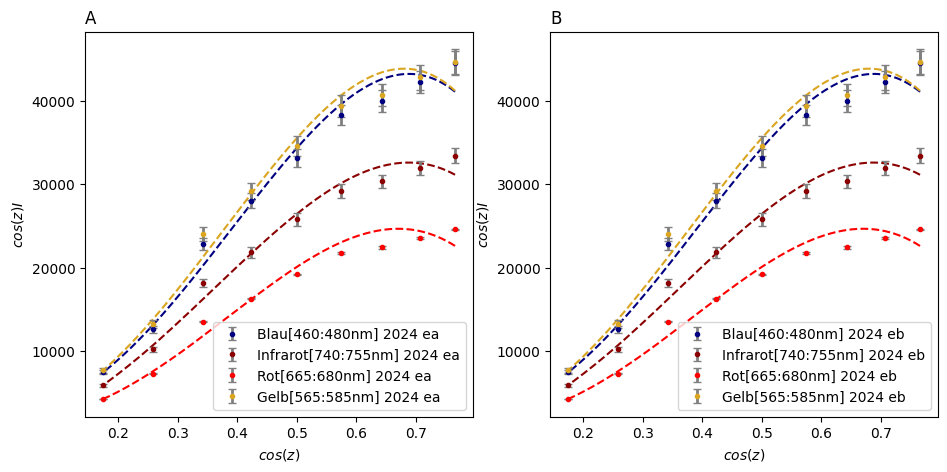 A
cos(z)I
40000
30000
20000
10000
Blau[460:480nm] 2024 ea
Infrarot[740:755nm] 2024 ea
Rot[665:680nm] 2024 ea
Gelb[565:585nm] 2024 ea
0.2 0.3 0.4 0.5 0.6 0.7
cos(z)
B
cos(z)I
40000
30000
20000
10000
Blau[460:480nm] 2024 eb
Infrarot[740:755nm] 2024 eb
Rot[665:680nm] 2024 eb
Gelb[565:585nm] 2024 eb
0.2 0.3 0.4 0.5 0.6 0.7
cos(z)